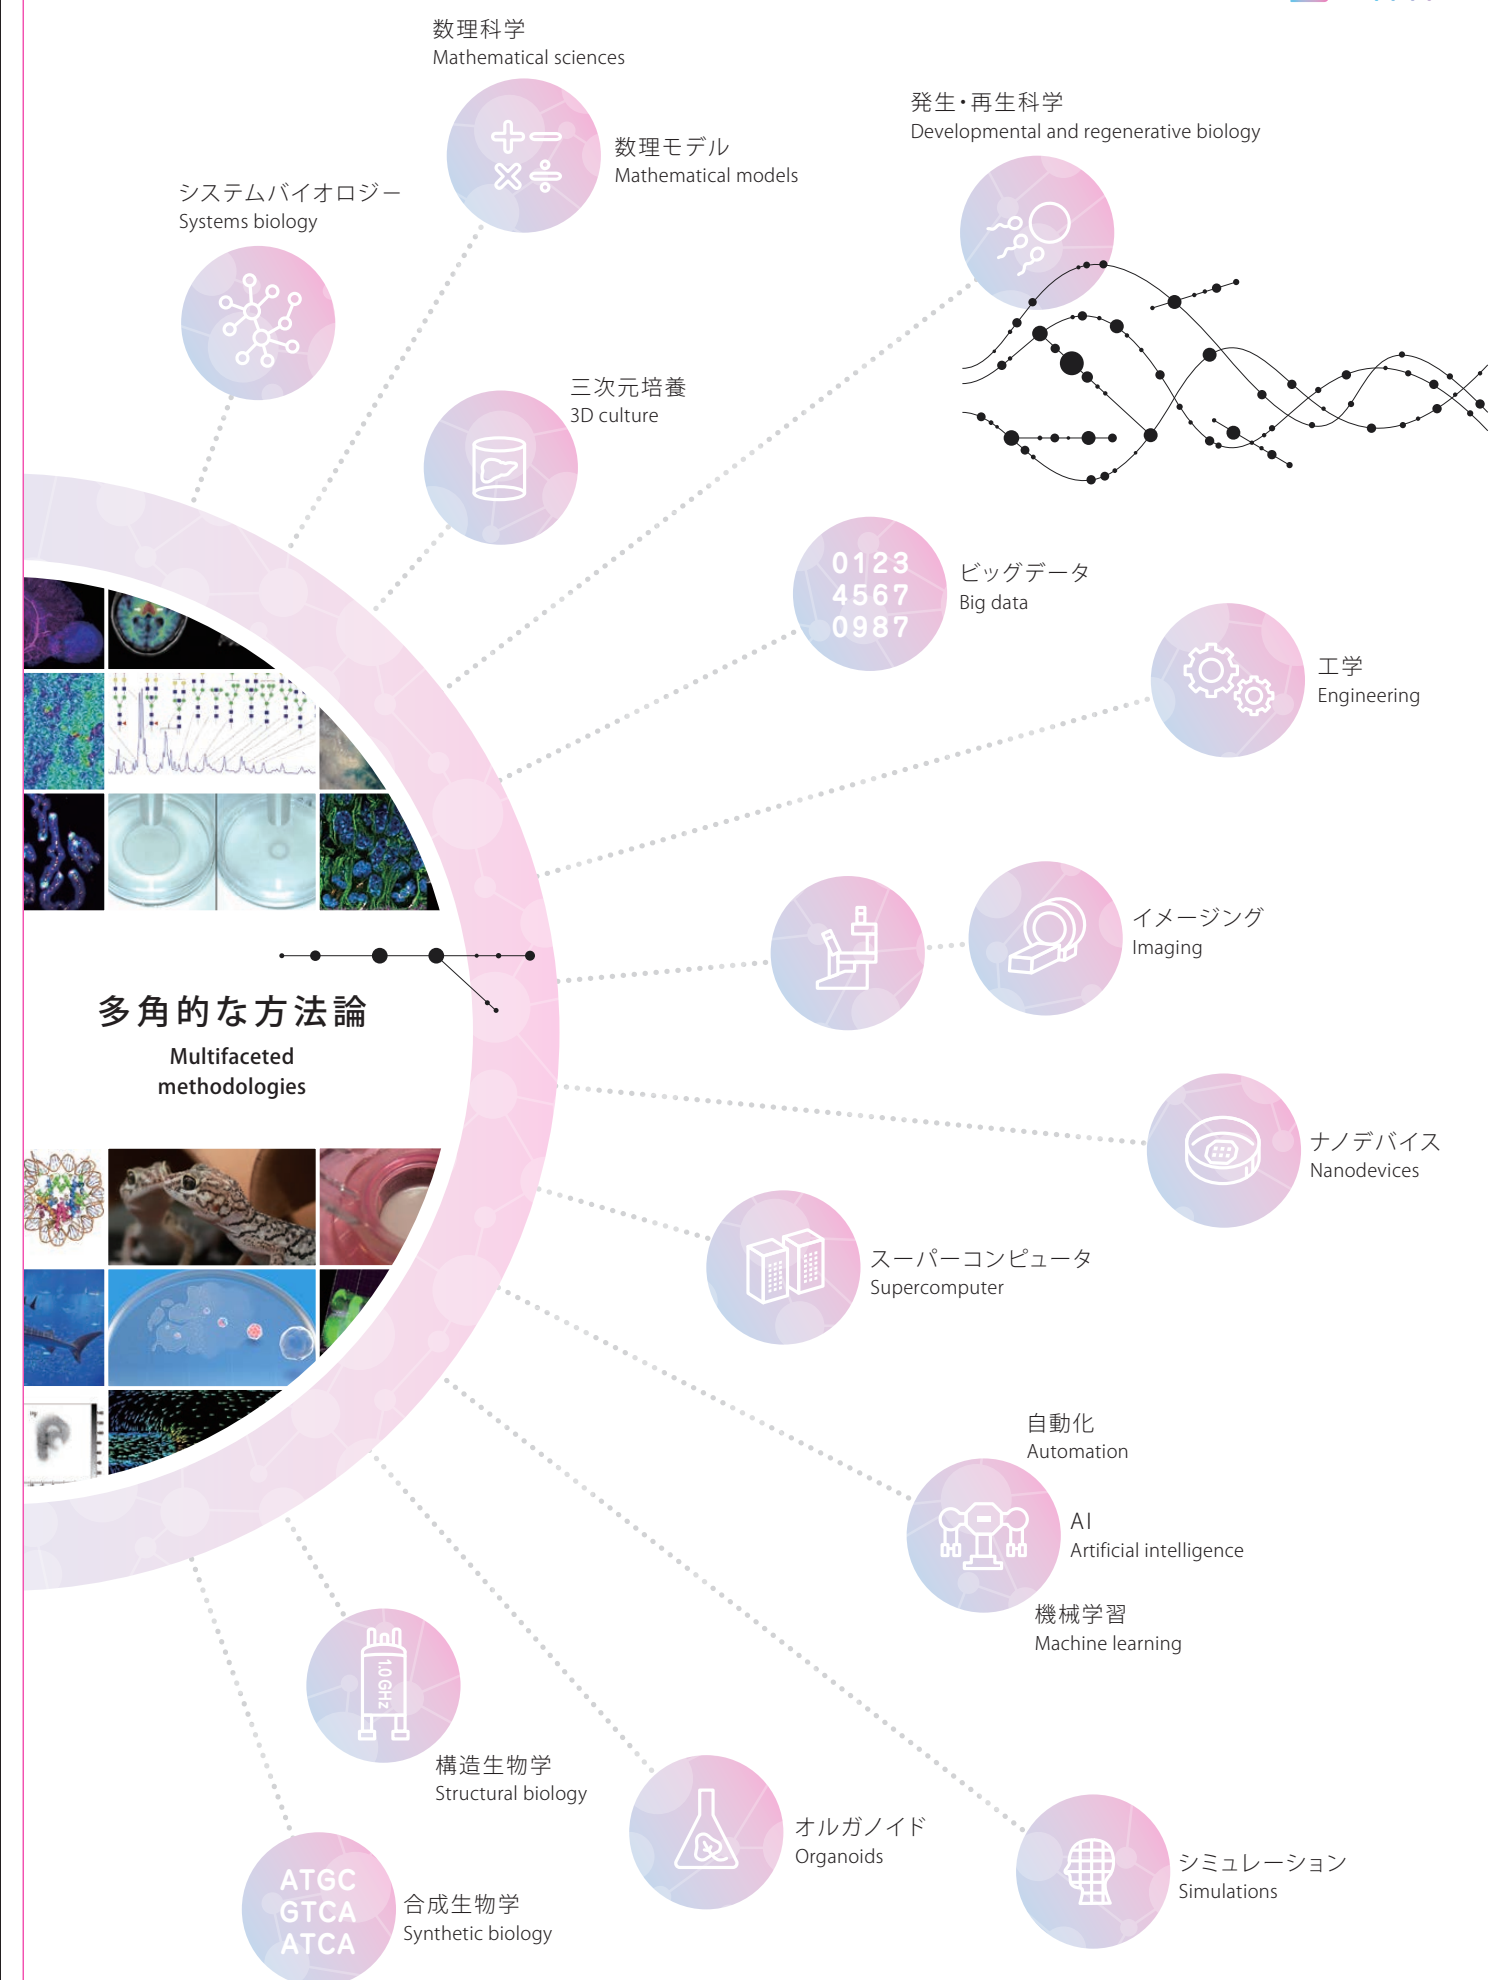 数理科学
Mathematical sciences
数理モデル
Mathematical models
発生・再生科学
Developmental and regenerative biology
システムバイオロジー
Systems biology
三次元培養
3D culture
0123
4567
0987
ビッグデータ
Big data
工学
Engineering
イメージング
Imaging
多角的な方法論
Multifaceted
methodologies
ナノデバイス
Nanodevices
スーパーコンピュータ
Supercomputer
自動化
Automation
AI
Artificial intelligence
機械学習
Machine learning
1.0 GHz
構造生物学
Structural biology
オルガノイド
Organoids
シミュレーション
Simulations
ATGC
GTCA
ATCA
合成生物学
Synthetic biology